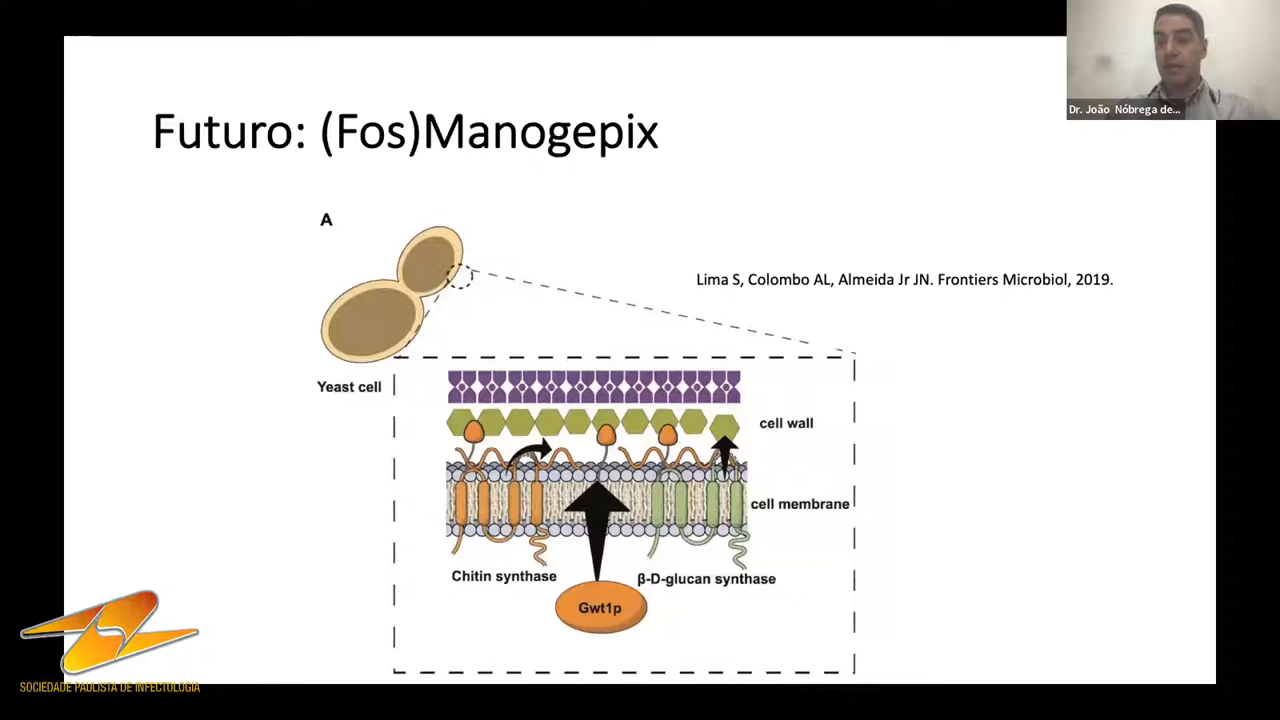 Dr. João Nóbrega de...
Futuro: (Fos)Manogepix
A
Lima S, Colombo AL, Almeida Jr JN. Frontiers Microbiol, 2019.
Yeast cell
cell wall
cell membrane
Chitin synthase
β-D-glucan synthase
Gwt1p
SOCIEDADE PAULISTA DE INFECTOLOGIA